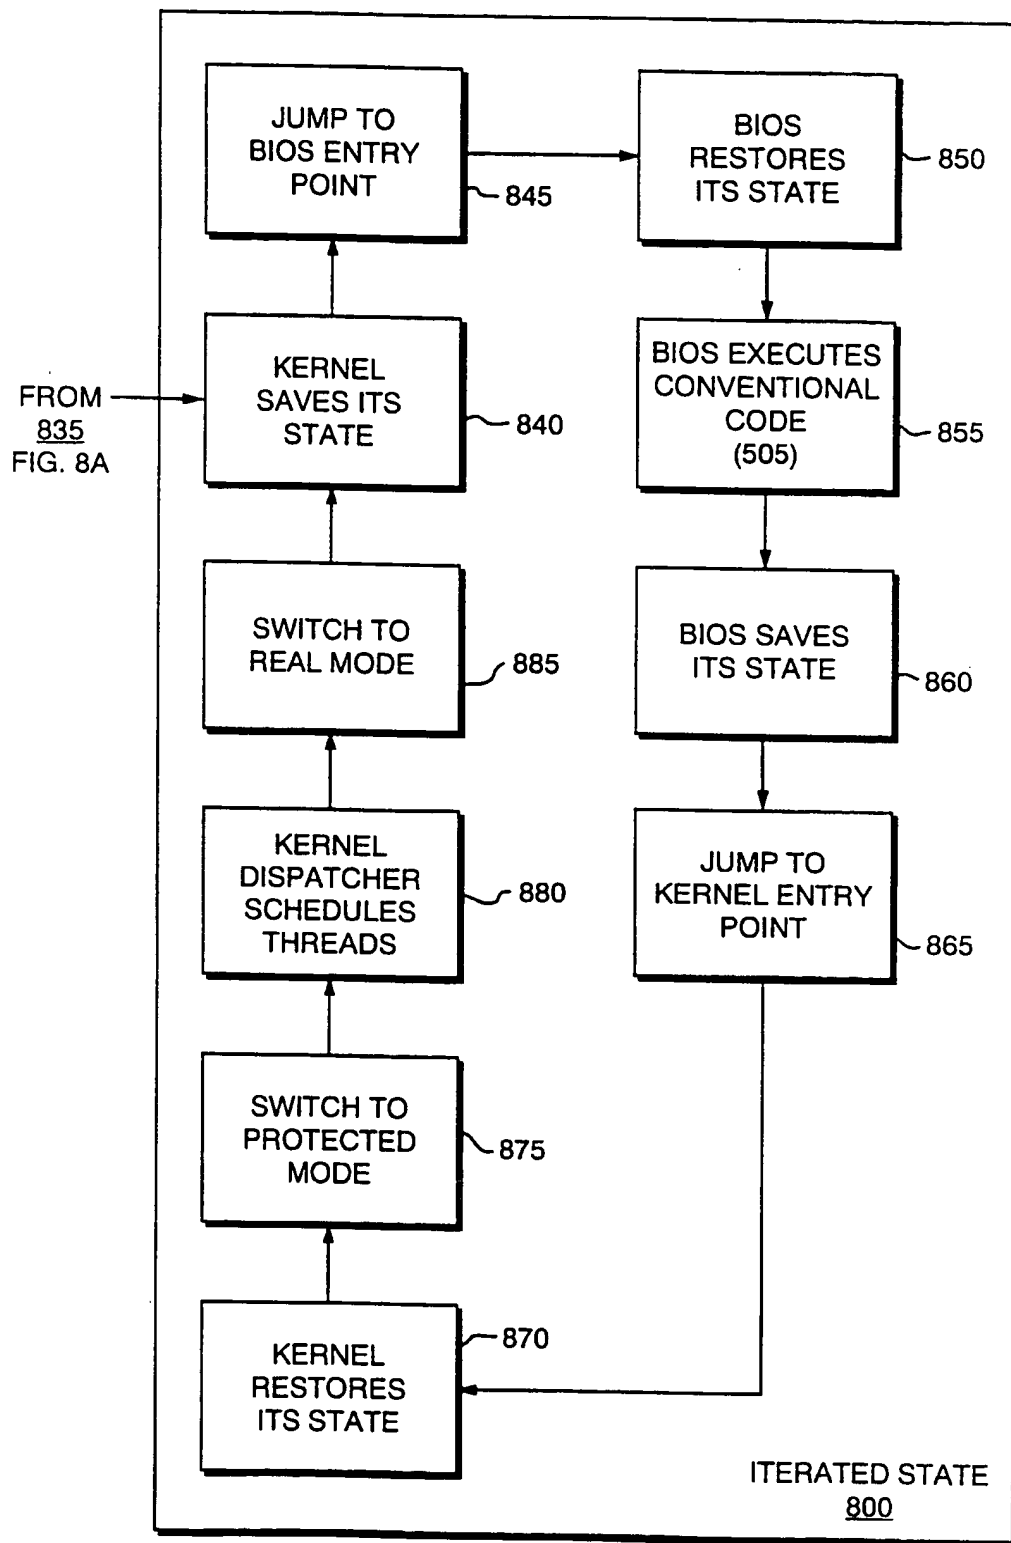 JUMP TO
BIOS ENTRY
POINT
845
BIOS
RESTORES
ITS STATE
850
KERNEL
SAVES ITS
STATE
840
FROM
835
FIG. 8A
BIOS EXECUTES
CONVENTIONAL
CODE
(505)
855
SWITCH TO
REAL MODE
885
BIOS SAVES
ITS STATE
860
KERNEL
DISPATCHER
SCHEDULES
THREADS
880
JUMP TO
KERNEL ENTRY
POINT
865
SWITCH TO
PROTECTED
MODE
875
KERNEL
RESTORES
ITS STATE
870
ITERATED STATE
800